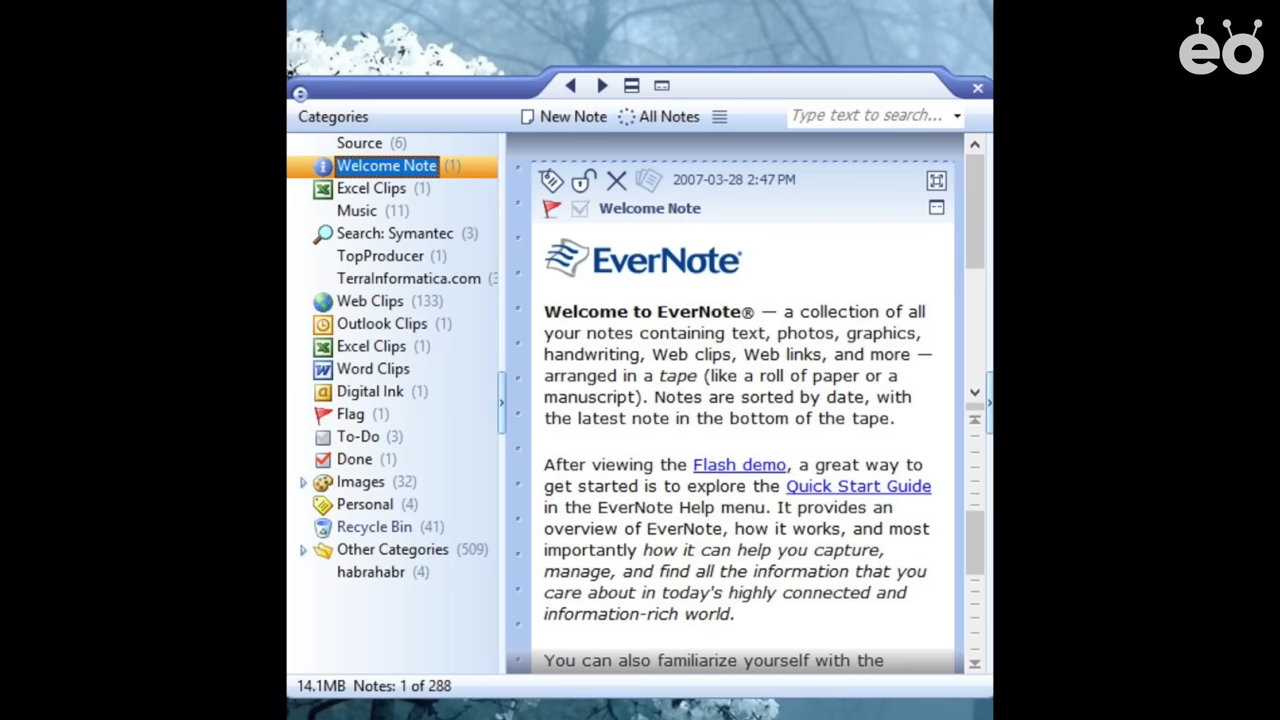 eo
Categories
New Note
All Notes
Type text to search...
Source (6)
Welcome Note (1)
Excel Clips (1)
Music (11)
Search: Symantec (3)
TopProducer (1)
TerraInformatica.com (3
Web Clips (133)
Outlook Clips (1)
Excel Clips (1)
Word Clips
Digital Ink (1)
Flag (1)
To-Do (3)
Done (1)
Images (32)
Personal (4)
Recycle Bin (41)
Other Categories (509)
habrahabr (4)
2007-03-28 2:47 PM
Welcome Note
EverNote®
Welcome to EverNote® — a collection of all
your notes containing text, photos, graphics,
handwriting, Web clips, Web links, and more —
arranged in a tape (like a roll of paper or a
manuscript). Notes are sorted by date, with
the latest note in the bottom of the tape.
After viewing the Flash demo, a great way to
get started is to explore the Quick Start Guide
in the EverNote Help menu. It provides an
overview of EverNote, how it works, and most
importantly how it can help you capture,
manage, and find all the information that you
care about in today's highly connected and
information-rich world.
You can also familiarize yourself with the
14.1MB Notes: 1 of 288